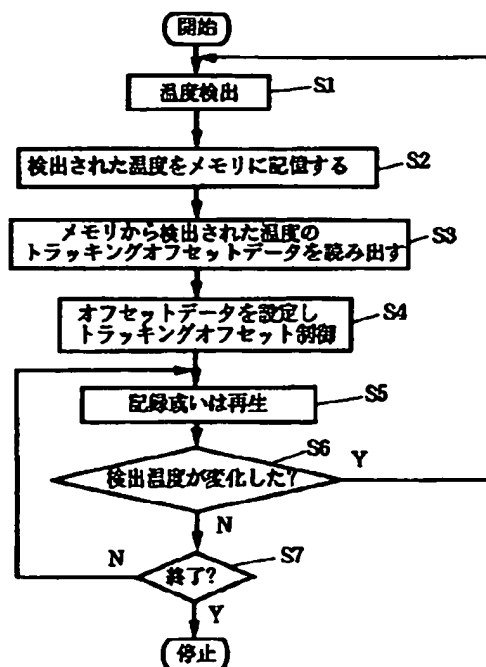 開始
温度検出
S1
検出された温度をメモリに記憶する
S2
メモリから検出された温度の
トラッキングオフセットデータを読み出す
S3
オフセットデータを設定し
トラッキングオフセット制御
S4
記録或いは再生
S5
S6
検出温度が変化した?
Y
N
S7
終了?
N
Y
停止